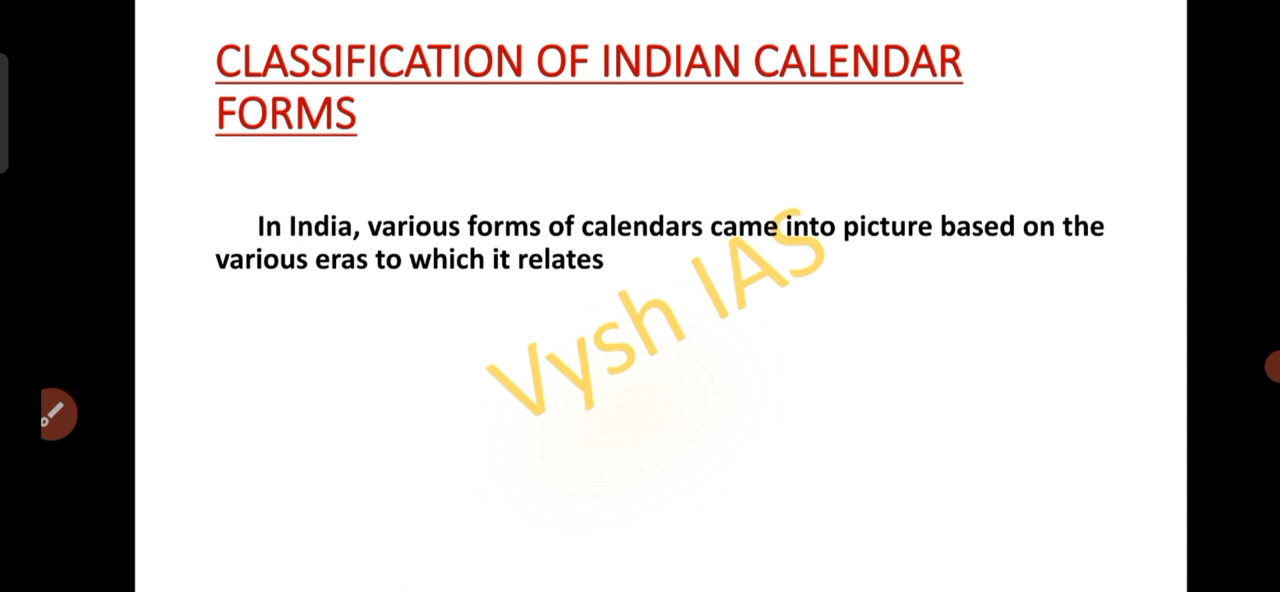 CLASSIFICATION OF INDIAN CALENDAR
FORMS
In India, various forms of calendars came into picture based on the
various eras to which it relates
Vysh IAS